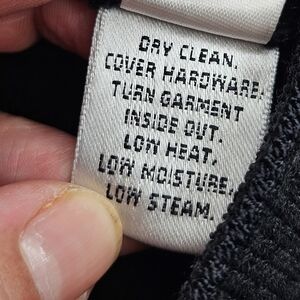 DRY CLEAN.
COVER HARDWARE.
TURN GARMENT
INSIDE OUT.
LOW HEAT.
LOW MOISTURE.
LOW STEAM.